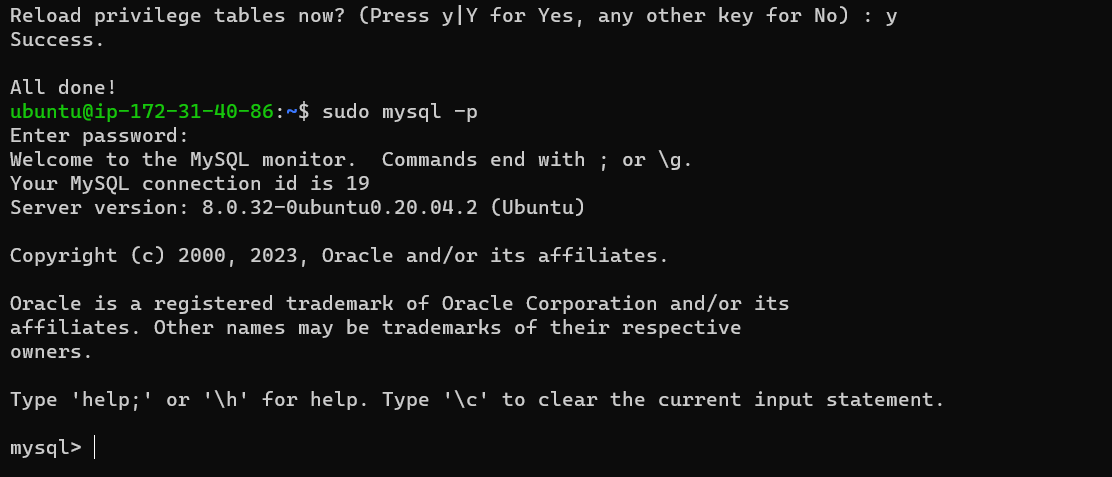 Reload privilege tables now? (Press y|Y for Yes, any other key for No) : y
Success.
All done!
ubuntu@ip-172-31-40-86:~$ sudo mysql -p
Enter password:
Welcome to the MySQL monitor.  Commands end with ; or \g.
Your MySQL connection id is 19
Server version: 8.0.32-0ubuntu0.20.04.2 (Ubuntu)
Copyright (c) 2000, 2023, Oracle and/or its affiliates.
Oracle is a registered trademark of Oracle Corporation and/or its
affiliates. Other names may be trademarks of their respective
owners.
Type 'help;' or '\h' for help. Type '\c' to clear the current input statement.
mysql>